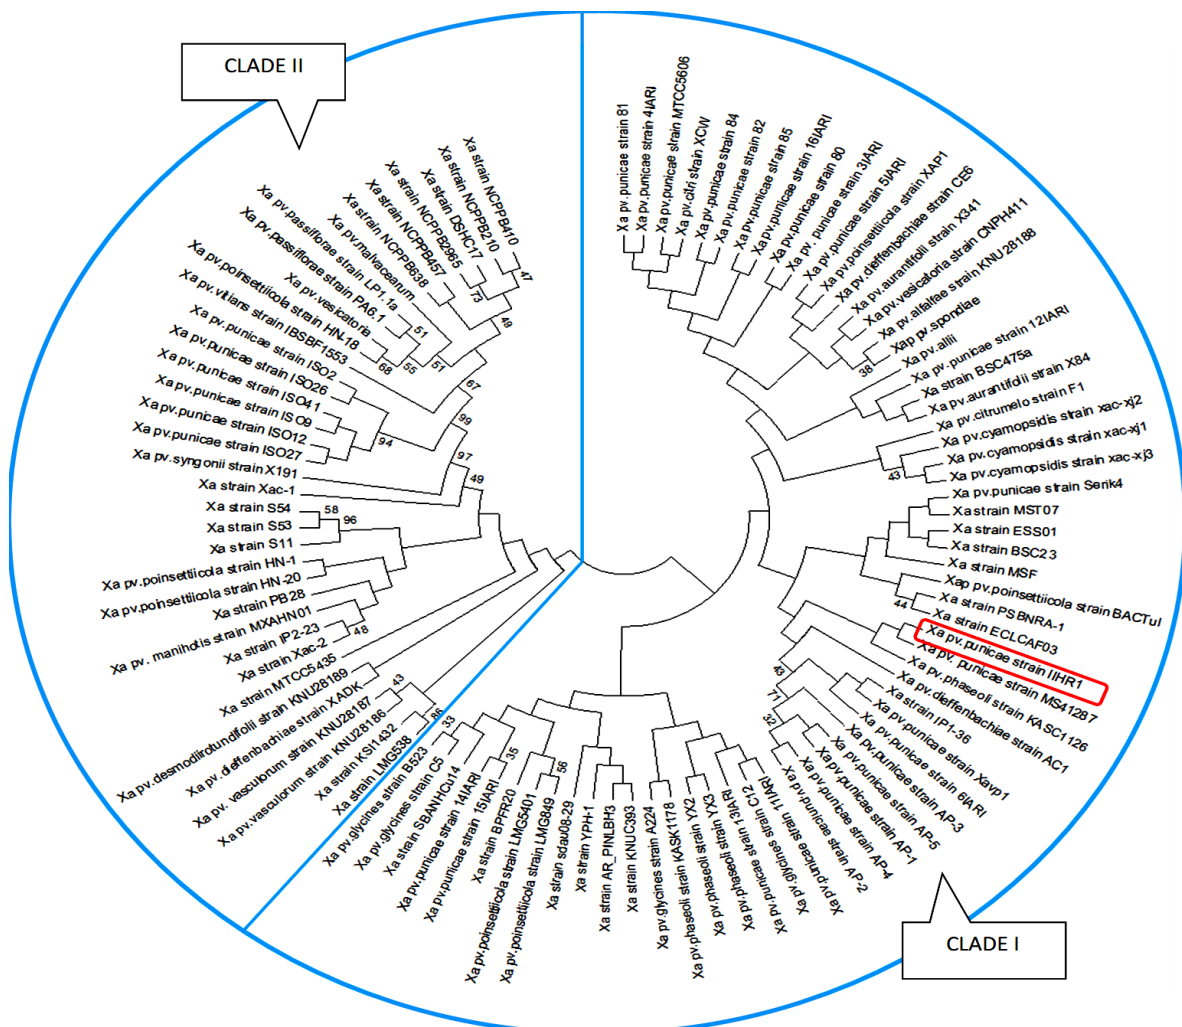 CLADE II
Xa pv.punicae strain 81
Xa pv.punicae strain 4IARI
Xa pv.punicae strain MTCC5606
Xa pv.citri strain XCW
Xa pv.punicae strain 84
Xa pv.punicae strain 82
Xa pv.punicae strain 85
Xa pv.punicae strain 16IARI
Xa pv.punicae strain 80
Xa pv. punicae strain 3IARI
Xa pv.punicae strain 5IARI
Xa pv.poinsettiicola strain XAP1
Xa pv.dieffenbachiae strain CE6
Xa pv.aurantifolii strain X341
Xa pv.vesicatoria strain CNPH411
Xa pv.alfalfae strain KNU28188
Xap pv.spondiae
38
Xa pv.allii
Xa pv.punicae strain 12IARI
Xa strain BSC475a
Xa pv.aurantifolii strain X84
Xa pv.citrumelo strain F1
Xa pv.cyamopsidis strain xac-xj2
Xa pv.cyamopsidis strain xac-xj1
43
Xa pv.cyamopsidis strain xac-xj3
Xa pv.punicae strain Serik4
Xa strain MST07
Xa strain ESS01
Xa strain BSC23
Xa strain MSF
Xap pv.poinsettiicola strain BACTul
Xa strain PSBNRA-1
44
Xa strain ECLCAF03
Xa pv.punicae strain IIHR1
Xa pv. punicae strain MS41287
Xa pv.phaseoli strain KASC1126
Xa pv.dieffenbachiae strain AC1
43
Xa strain IP1-36
Xa pv.punicae strain Xavp1
Xa pv.punicae strain 6IARI
71
Xa pv.punicae strain AP-3
Xa pv.punicae strain AP-5
32
Xa pv.punicae strain AP-1
Xa pv.punicae strain AP-4
Xa pv.punicae strain AP-2
CLADE I
Xa pv.punicae strain 11IARI
Xa pv.glycines strain C12
Xa pv.punicae strain 13IARI
Xa pv.phaseoli strain YX3
Xa pv.phaseoli strain YX2
Xa pv.phaseoli strain KASK1178
Xa pv.glycines strain A224
Xa strain KNUC393
Xa strain AR_PINLBH3
Xa strain YPH-1
Xa strain sdau08-29
56
Xa pv.poinsettiicola strain LMG8849
Xa pv.poinsettiicola strain LMG5401
Xa strain BPFR20
35
Xa pv.punicae strain 15IARI
Xa pv.punicae strain 14IARI
Xa strain SBANHCu14
33
Xa pv.glycines strain C5
Xa pv.glycines strain B523
86
Xa strain LMG538
Xa strain KSI1432
43
Xa pv.vasculorum strain KNU28186
Xa pv. vasculorum strain KNU28187
Xa pv.dieffenbachiae strain XADK
Xa pv.desmodiirotundifolii strain KNU28189
Xa strain MTCC5435
48
Xa strain Xac-2
Xa strain IP2-23
Xa pv. manihotis strain MXAHN01
Xa strain PB28
Xa pv.poinsettiicola strain HN-20
Xa pv.poinsettiicola strain HN-1
Xa strain S11
96
Xa strain S53
58
Xa strain S54
Xa strain Xac-1
49
Xa pv.syngonii strain X191
97
Xa pv.punicae strain ISO27
Xa pv.punicae strain ISO12
Xa pv.punicae strain ISO9
94
Xa pv.punicae strain ISO41
Xa pv.punicae strain ISO26
Xa pv.punicae strain ISO2
99
Xa pv.vitians strain IBSBF1553
67
Xa pv.poinsettiicola strain HN-18
68
Xa pv.vesicatoria
55
Xa pv.passiflorae strain PA6.1
51
Xa pv.passiflorae strain LP1.1a
51
Xa pv.malvacearum
Xa strain NCPPB638
49
Xa strain NCPPB457
Xa strain NCPPB2965
73
Xa strain DSHC17
Xa strain NCPPB210
47
Xa strain NCPPB410